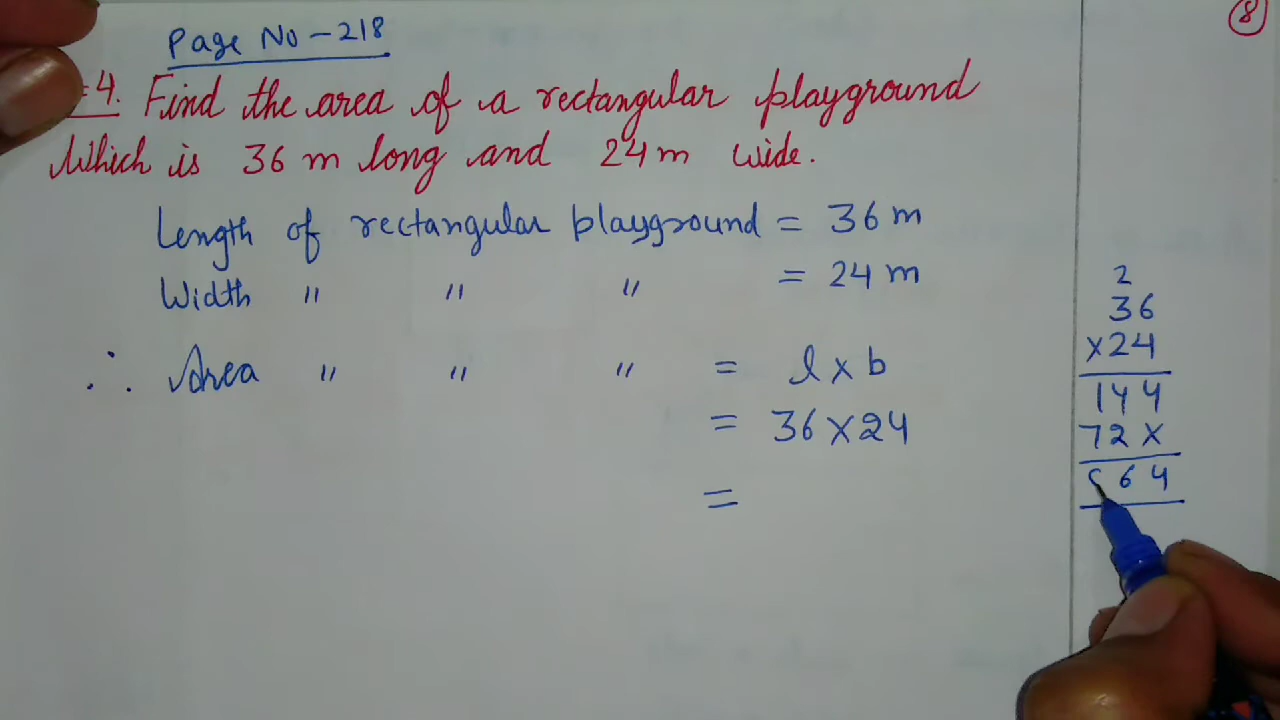 8
Page No - 218
4. Find the area of a rectangular playground
Which is 36 m long and 24 m wide.
Length of rectangular playground = 36 m
Width " " " = 24 m
∴ Area " " " = l x b
= 36 x 24
=
2
36
x 24
144
72 x
64